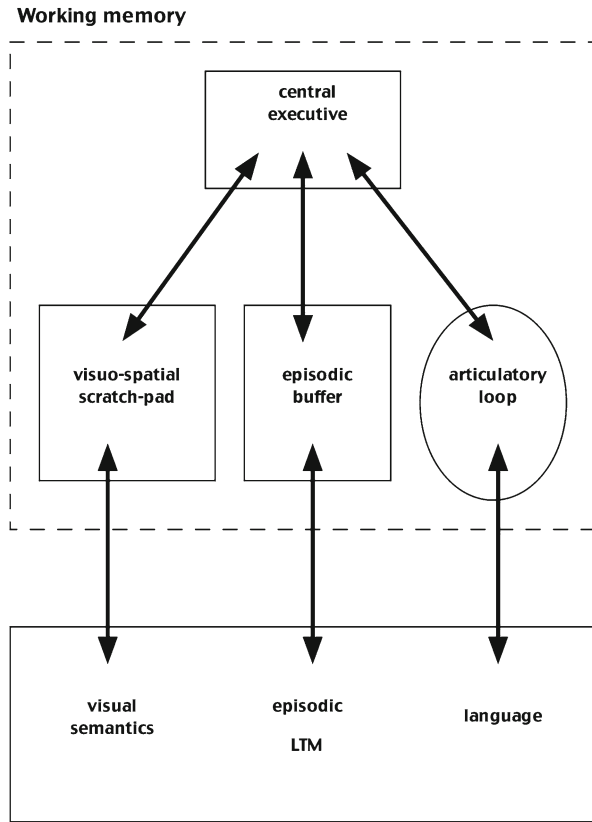 Working memory
central
executive
visuo-spatial
scratch-pad
episodic
buffer
articulatory
loop
visual
semantics
episodic
LTM
language